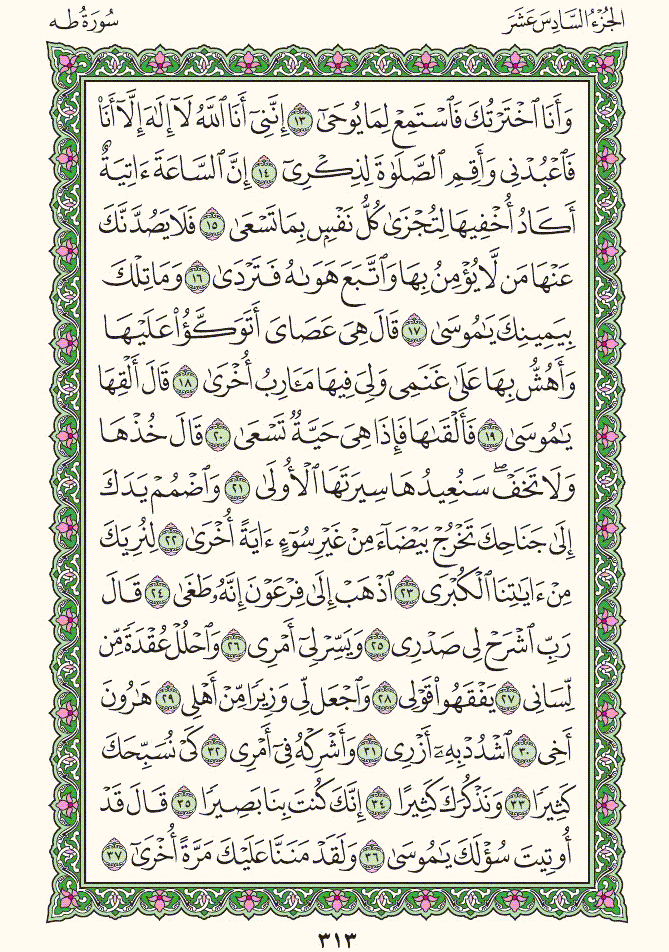 الجزء السادس عشر
سورة طه
وَأَنَا ٱخْتَرْتُكَ فَٱسْتَمِعْ لِمَا يُوحَىٰٓ ١٣ إِنَّنِىٓ أَنَا ٱللَّهُ لَآ إِلَٰهَ إِلَّآ أَنَا۠
فَٱعْبُدْنِى وَأَقِمِ ٱلصَّلَوٰةَ لِذِكْرِىٓ ١٤ إِنَّ ٱلسَّاعَةَ ءَاتِيَةٌ
أَكَادُ أُخْفِيهَا لِتُجْزَىٰ كُلُّ نَفْسٍۭ بِمَا تَسْعَىٰ ١٥ فَلَا يَصُدَّنَّكَ
عَنْهَا مَن لَّا يُؤْمِنُ بِهَا وَٱتَّبَعَ هَوَىٰهُ فَتَرْدَىٰ ١٦ وَمَا تِلْكَ
بِيَمِينِكَ يَٰمُوسَىٰ ١٧ قَالَ هِىَ عَصَاىَ أَتَوَكَّؤُا۟ عَلَيْهَا
وَأَهُشُّ بِهَا عَلَىٰ غَنَمِى وَلِىَ فِيهَا مَـَٔارِبُ أُخْرَىٰ ١٨ قَالَ أَلْقِهَا
يَٰمُوسَىٰ ١٩ فَأَلْقَىٰهَا فَإِذَا هِىَ حَيَّةٌ تَسْعَىٰ ٢٠ قَالَ خُذْهَا
وَلَا تَخَفْ ۖ سَنُعِيدُهَا سِيرَتَهَا ٱلْأُولَىٰ ٢١ وَٱضْمُمْ يَدَكَ
إِلَىٰ جَنَاحِكَ تَخْرُجْ بَيْضَآءَ مِنْ غَيْرِ سُوٓءٍ ءَايَةً أُخْرَىٰ ٢٢ لِنُرِيَكَ
مِنْ ءَايَٰتِنَا ٱلْكُبْرَى ٢٣ ٱذْهَبْ إِلَىٰ فِرْعَوْنَ إِنَّهُۥ طَغَىٰ ٢٤ قَالَ
رَبِّ ٱشْرَحْ لِى صَدْرِى ٢٥ وَيَسِّرْ لِىٓ أَمْرِى ٢٦ وَٱحْلُلْ عُقْدَةً مِّن
لِّسَانِى ٢٧ يَفْقَهُوا۟ قَوْلِى ٢٨ وَٱجْعَل لِّى وَزِيرًا مِّنْ أَهْلِى ٢٩ هَٰرُونَ
أَخِى ٣٠ ٱشْدُدْ بِهِۦٓ أَزْرِى ٣١ وَأَشْرِكْهُ فِىٓ أَمْرِى ٣٢ كَىْ نُسَبِّحَكَ
كَثِيرًا ٣٣ وَنَذْكُرَكَ كَثِيرًا ٣٤ إِنَّكَ كُنتَ بِنَا بَصِيرًا ٣٥ قَالَ قَدْ
أُوتِيتَ سُؤْلَكَ يَٰمُوسَىٰ ٣٦ وَلَقَدْ مَنَنَّا عَلَيْكَ مَرَّةً أُخْرَىٰٓ ٣٧
٣١٣